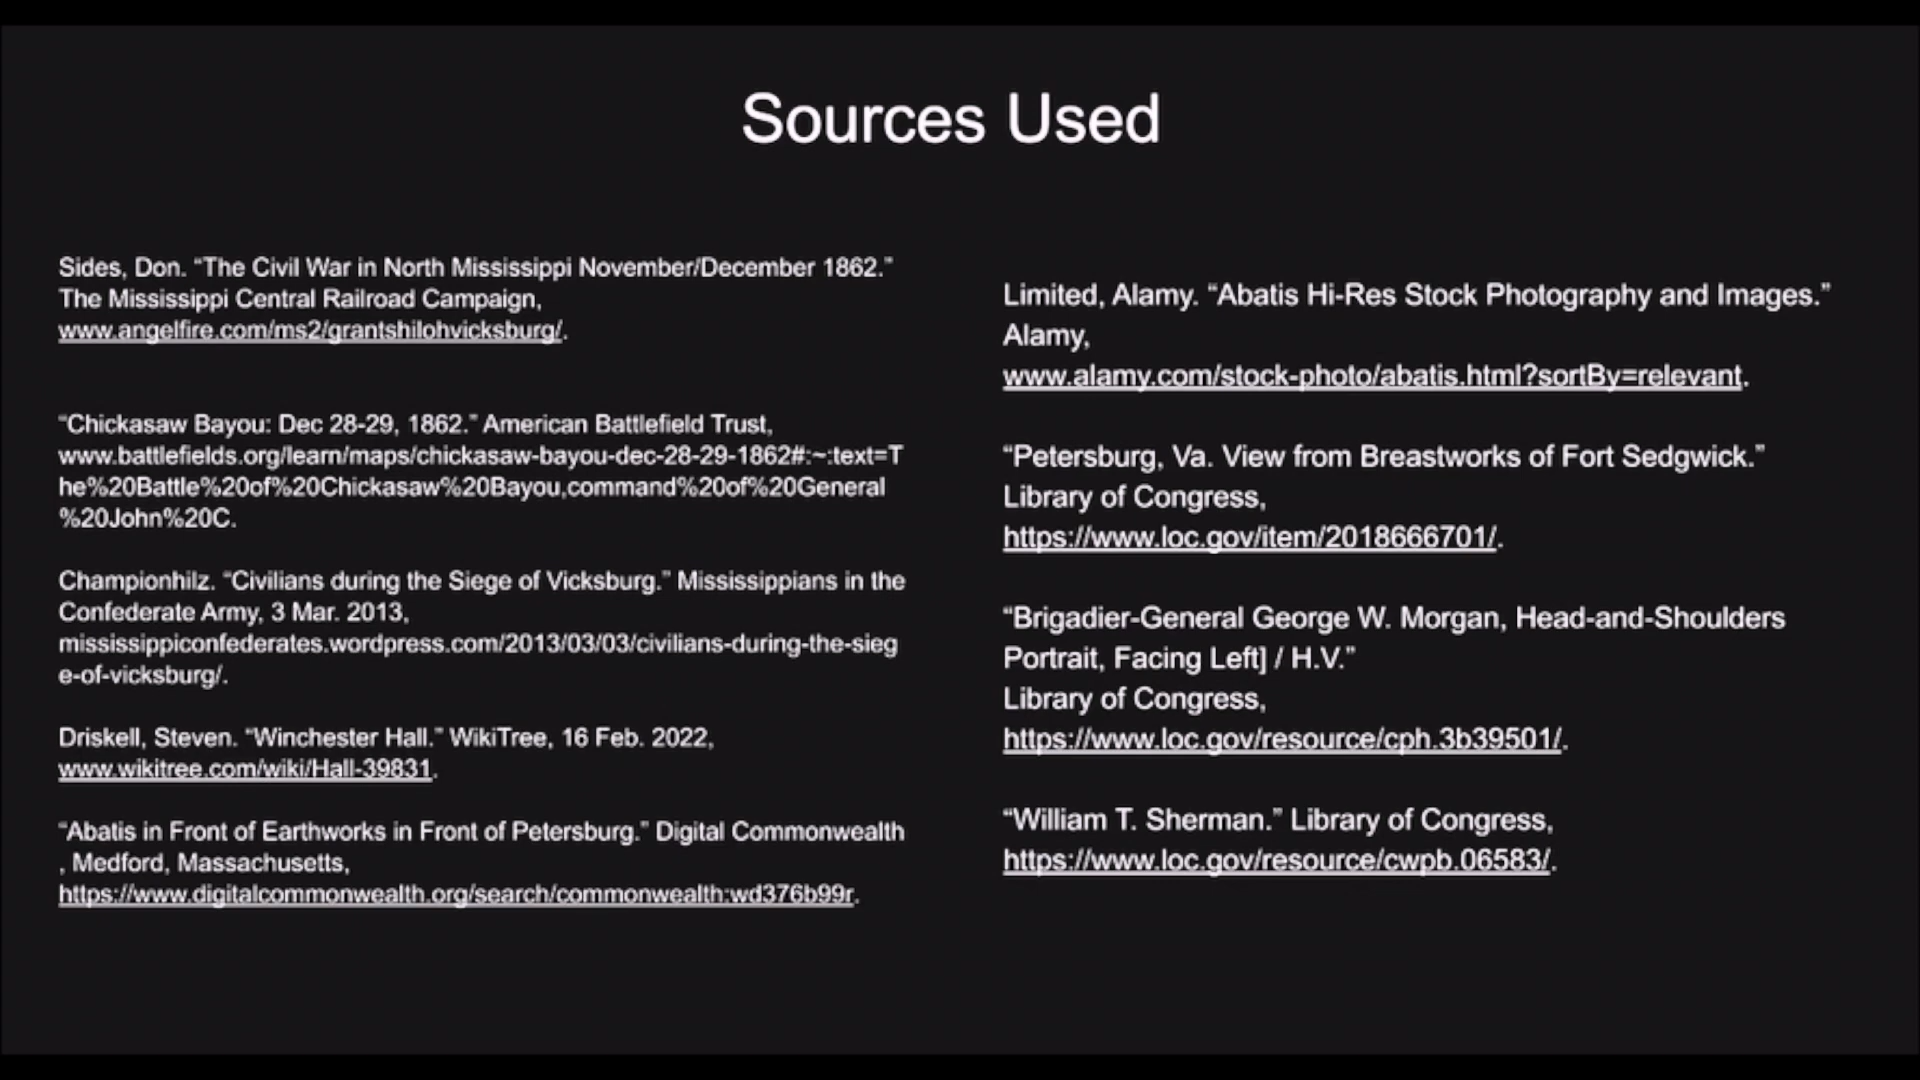 Sources Used
Sides, Don. “The Civil War in North Mississippi November/December 1862.”
The Mississippi Central Railroad Campaign,
www.angelfire.com/ms2/grantshilohvicksburg/.
“Chickasaw Bayou: Dec 28-29, 1862.” American Battlefield Trust,
www.battlefields.org/learn/maps/chickasaw-bayou-dec-28-29-1862#:~:text=T
he%20Battle%20of%20Chickasaw%20Bayou,command%20of%20General
%20John%20C.
Championhilz. “Civilians during the Siege of Vicksburg.” Mississippians in the
Confederate Army, 3 Mar. 2013,
mississippiconfederates.wordpress.com/2013/03/03/civilians-during-the-sieg
e-of-vicksburg/.
Driskell, Steven. “Winchester Hall.” WikiTree, 16 Feb. 2022,
www.wikitree.com/wiki/Hall-39831.
“Abatis in Front of Earthworks in Front of Petersburg.” Digital Commonwealth
, Medford, Massachusetts,
https://www.digitalcommonwealth.org/search/commonwealth:wd376b99r.
Limited, Alamy. “Abatis Hi-Res Stock Photography and Images.”
Alamy,
www.alamy.com/stock-photo/abatis.html?sortBy=relevant.
“Petersburg, Va. View from Breastworks of Fort Sedgwick.”
Library of Congress,
https://www.loc.gov/item/2018666701/.
“Brigadier-General George W. Morgan, Head-and-Shoulders
Portrait, Facing Left] / H.V.”
Library of Congress,
https://www.loc.gov/resource/cph.3b39501/.
“William T. Sherman.” Library of Congress,
https://www.loc.gov/resource/cwpb.06583/.